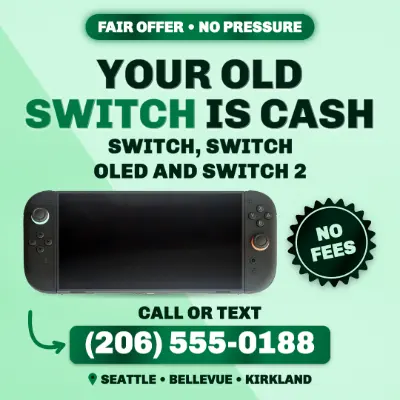 FAIR OFFER • NO PRESSURE
YOUR OLD
SWITCH IS CASH
SWITCH, SWITCH
OLED AND SWITCH 2
NO
FEES
CALL OR TEXT
(206) 555-0188
SEATTLE • BELLEVUE • KIRKLAND